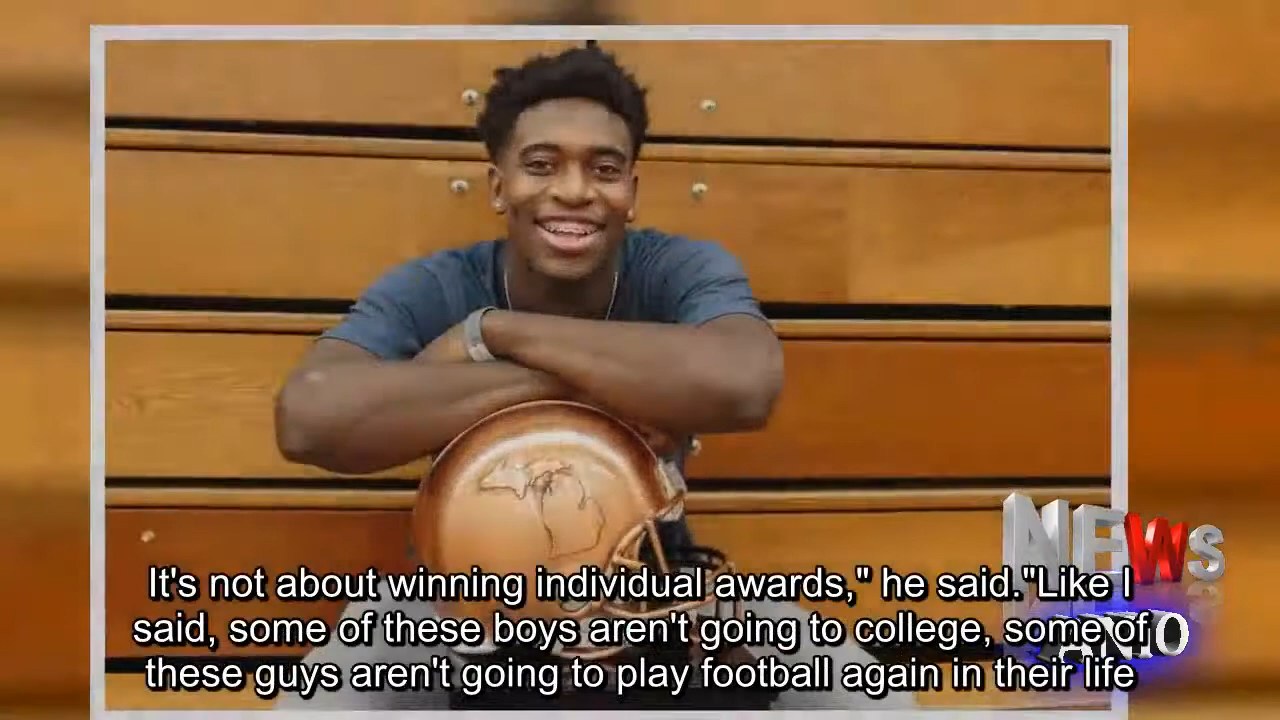 NEWS
It's not about winning individual awards," he said."Like I
said, some of these boys aren't going to college, some of
these guys aren't going to play football again in their life